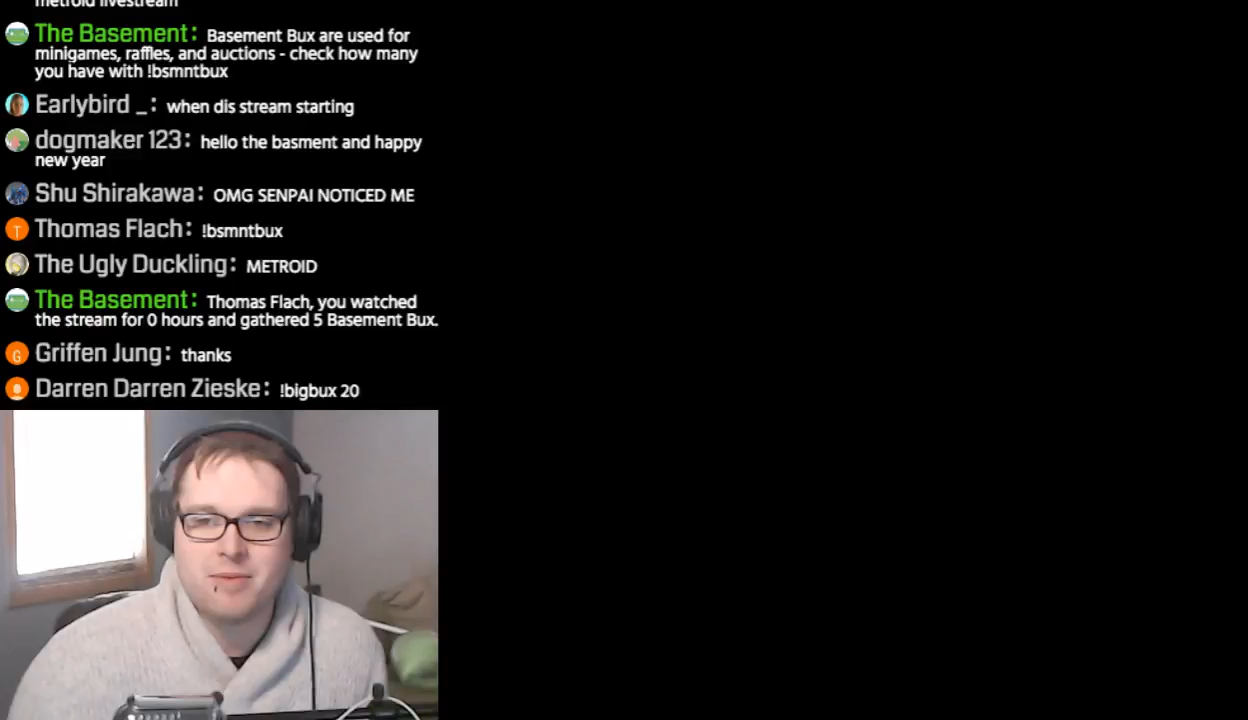 metroid livestream
The Basement: Basement Bux are used for
minigames, raffles, and auctions - check how many
you have with !bsmntbux
Earlybird _: when dis stream starting
dogmaker 123: hello the basment and happy
new year
Shu Shirakawa: OMG SENPAI NOTICED ME
T Thomas Flach: !bsmntbux
The Ugly Duckling: METROID
The Basement: Thomas Flach, you watched
the stream for 0 hours and gathered 5 Basement Bux.
G Griffen Jung: thanks
Darren Darren Zieske: !bigbux 20